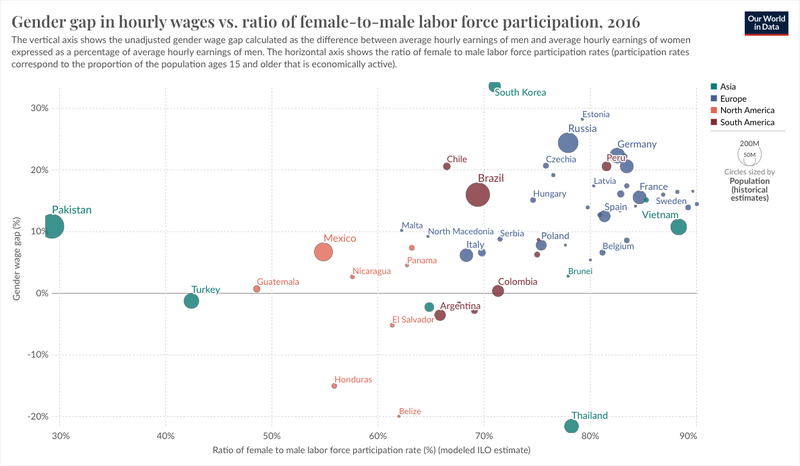 Gender gap in hourly wages vs. ratio of female-to-male labor force participation, 2016
Our World
in Data
The vertical axis shows the unadjusted gender wage gap calculated as the difference between average hourly earnings of men and average hourly earnings of women
expressed as a percentage of average hourly earnings of men. The horizontal axis shows the ratio of female to male labor force participation rates (participation rates
correspond to the proportion of the population ages 15 and older that is economically active).
Asia
Europe
North America
South America
200M
50M
Circles sized by
Population
(historical
estimates)
Gender wage gap (%)
30%
20%
10%
0%
-10%
-20%
South Korea
Estonia
Russia
Germany
Chile
Czechia
Peru
Brazil
Latvia
France
Hungary
Sweden
Pakistan
Spain
Vietnam
Malta
North Macedonia
Serbia
Poland
Mexico
Italy
Belgium
Panama
Nicaragua
Brunei
Turkey
Guatemala
Colombia
Argentina
El Salvador
Honduras
Belize
Thailand
30%
40%
50%
60%
70%
80%
90%
Ratio of female to male labor force participation rate (%) (modeled ILO estimate)